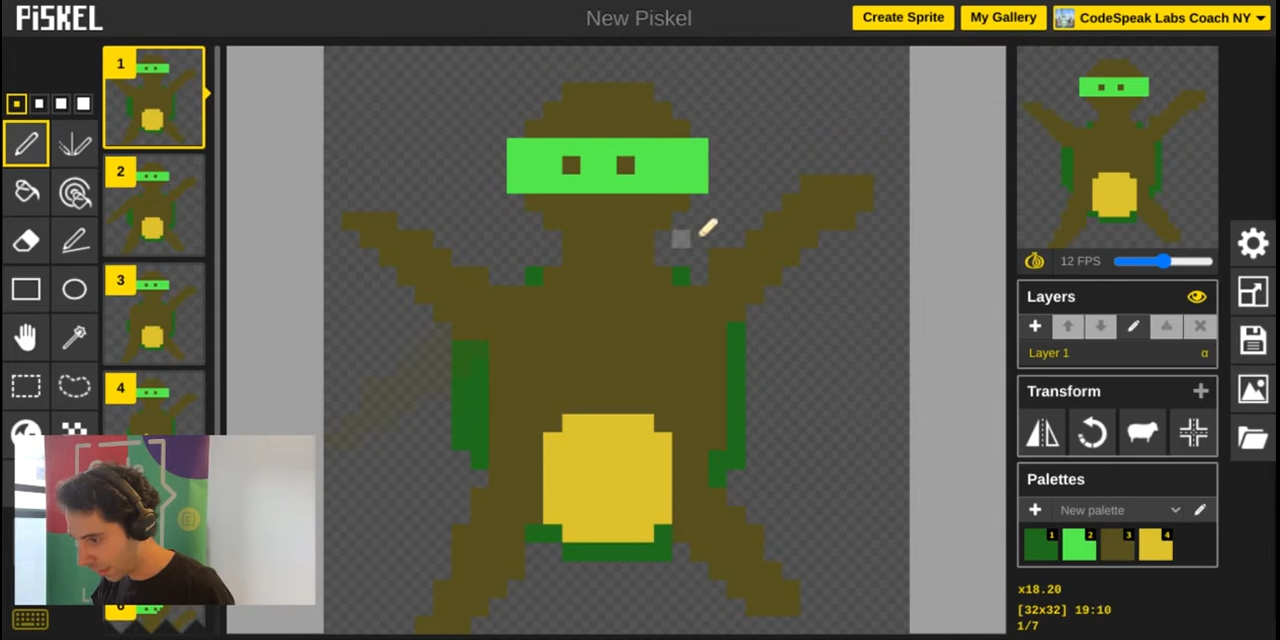 PiSKEL
New Piskel
Create Sprite
My Gallery
CodeSpeak Labs Coach NY
1
2
3
4
6
12 FPS
Layers
Layer 1
α
Transform
Palettes
New palette
1
2
3
4
x18.20
[32x32] 19:10
1/7